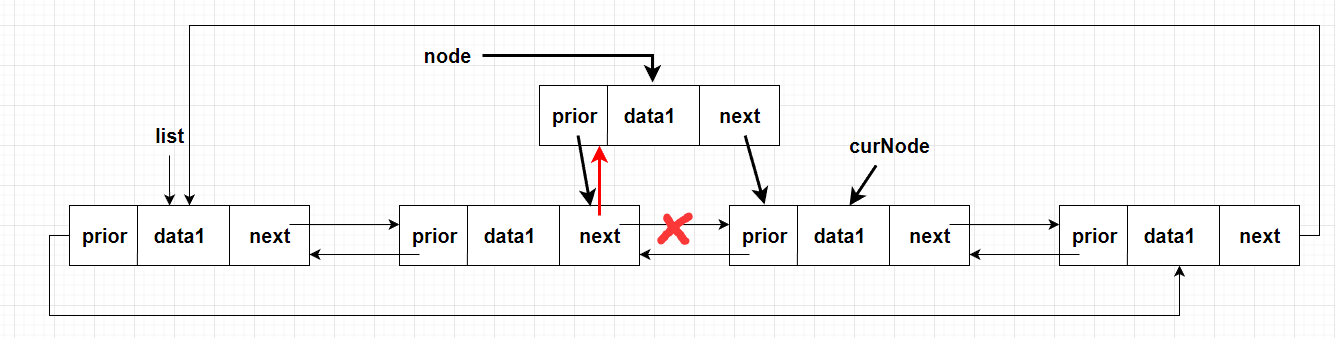 node
prior data1 next
list
curNode
prior data1 next prior data1 next prior data1 next prior data1 next